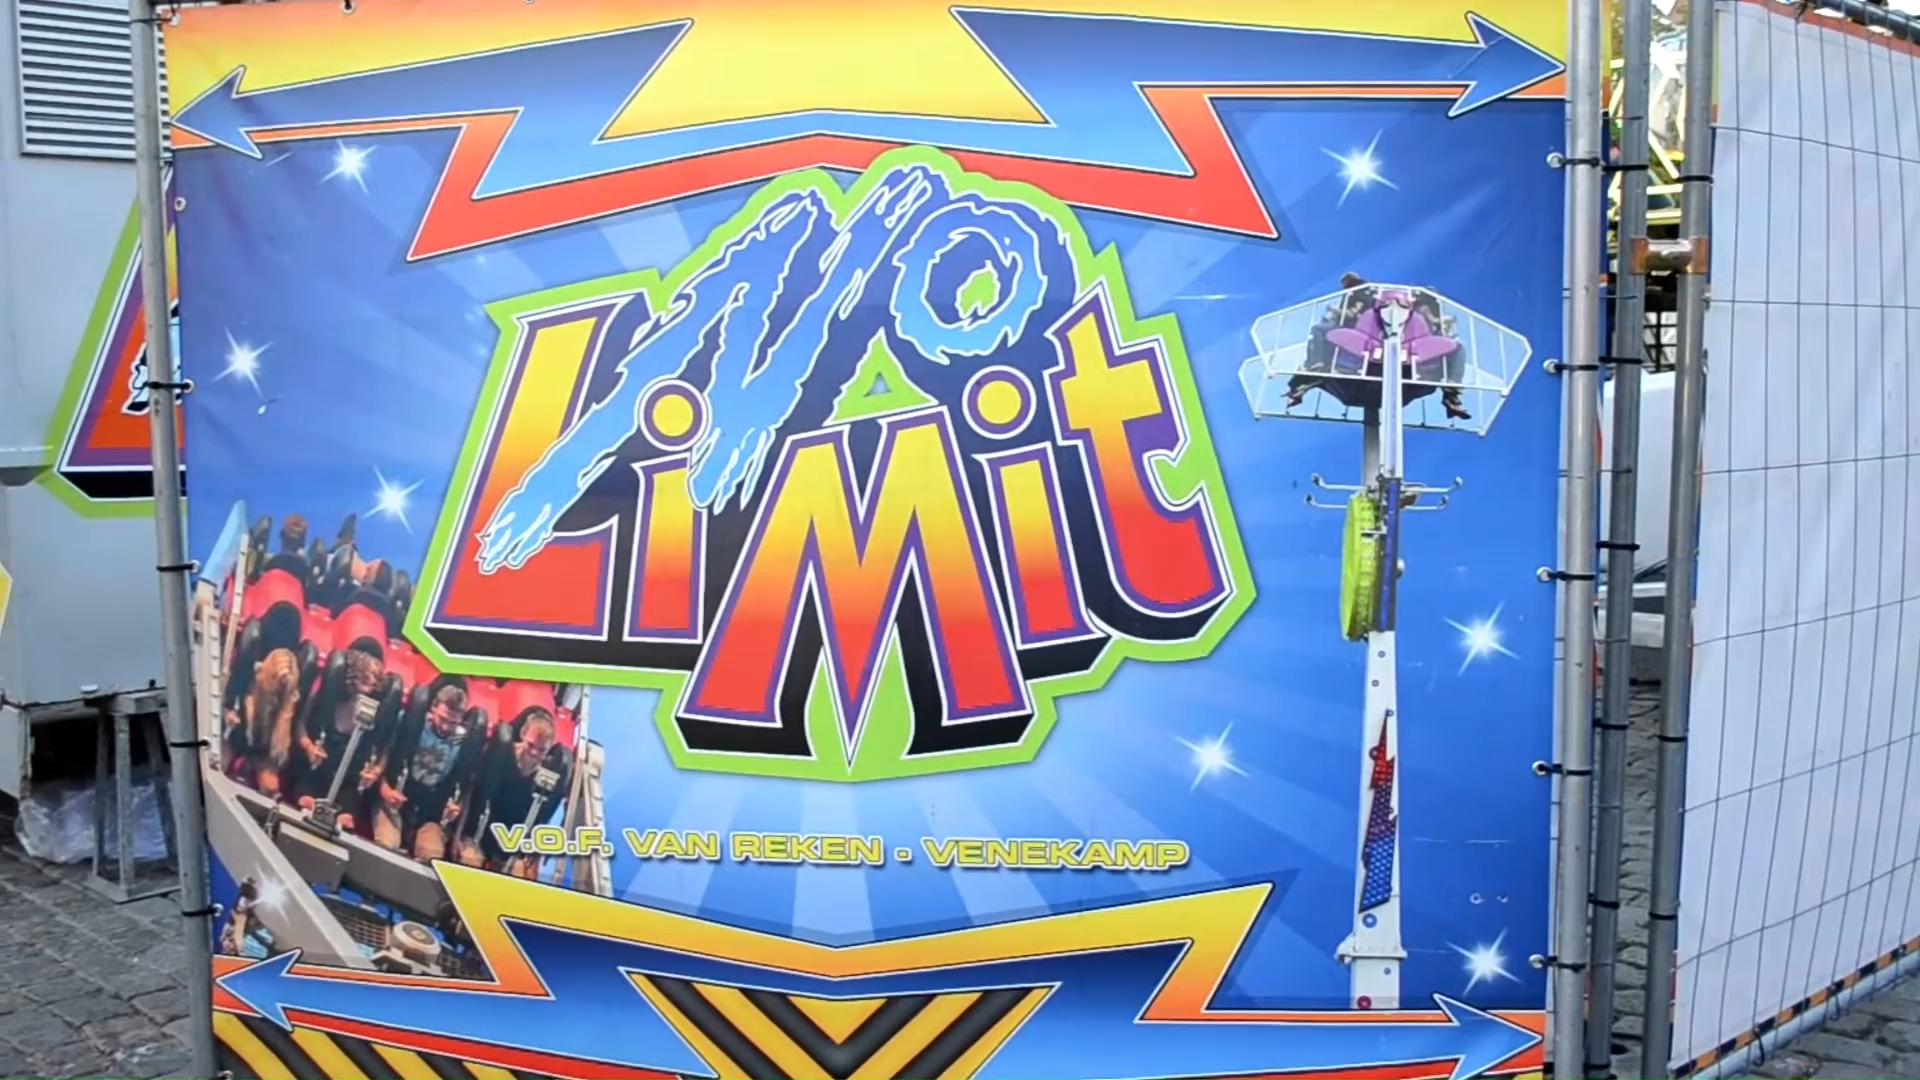 No
LiMit
V.O.F. VAN REKEN - VENEKAMP